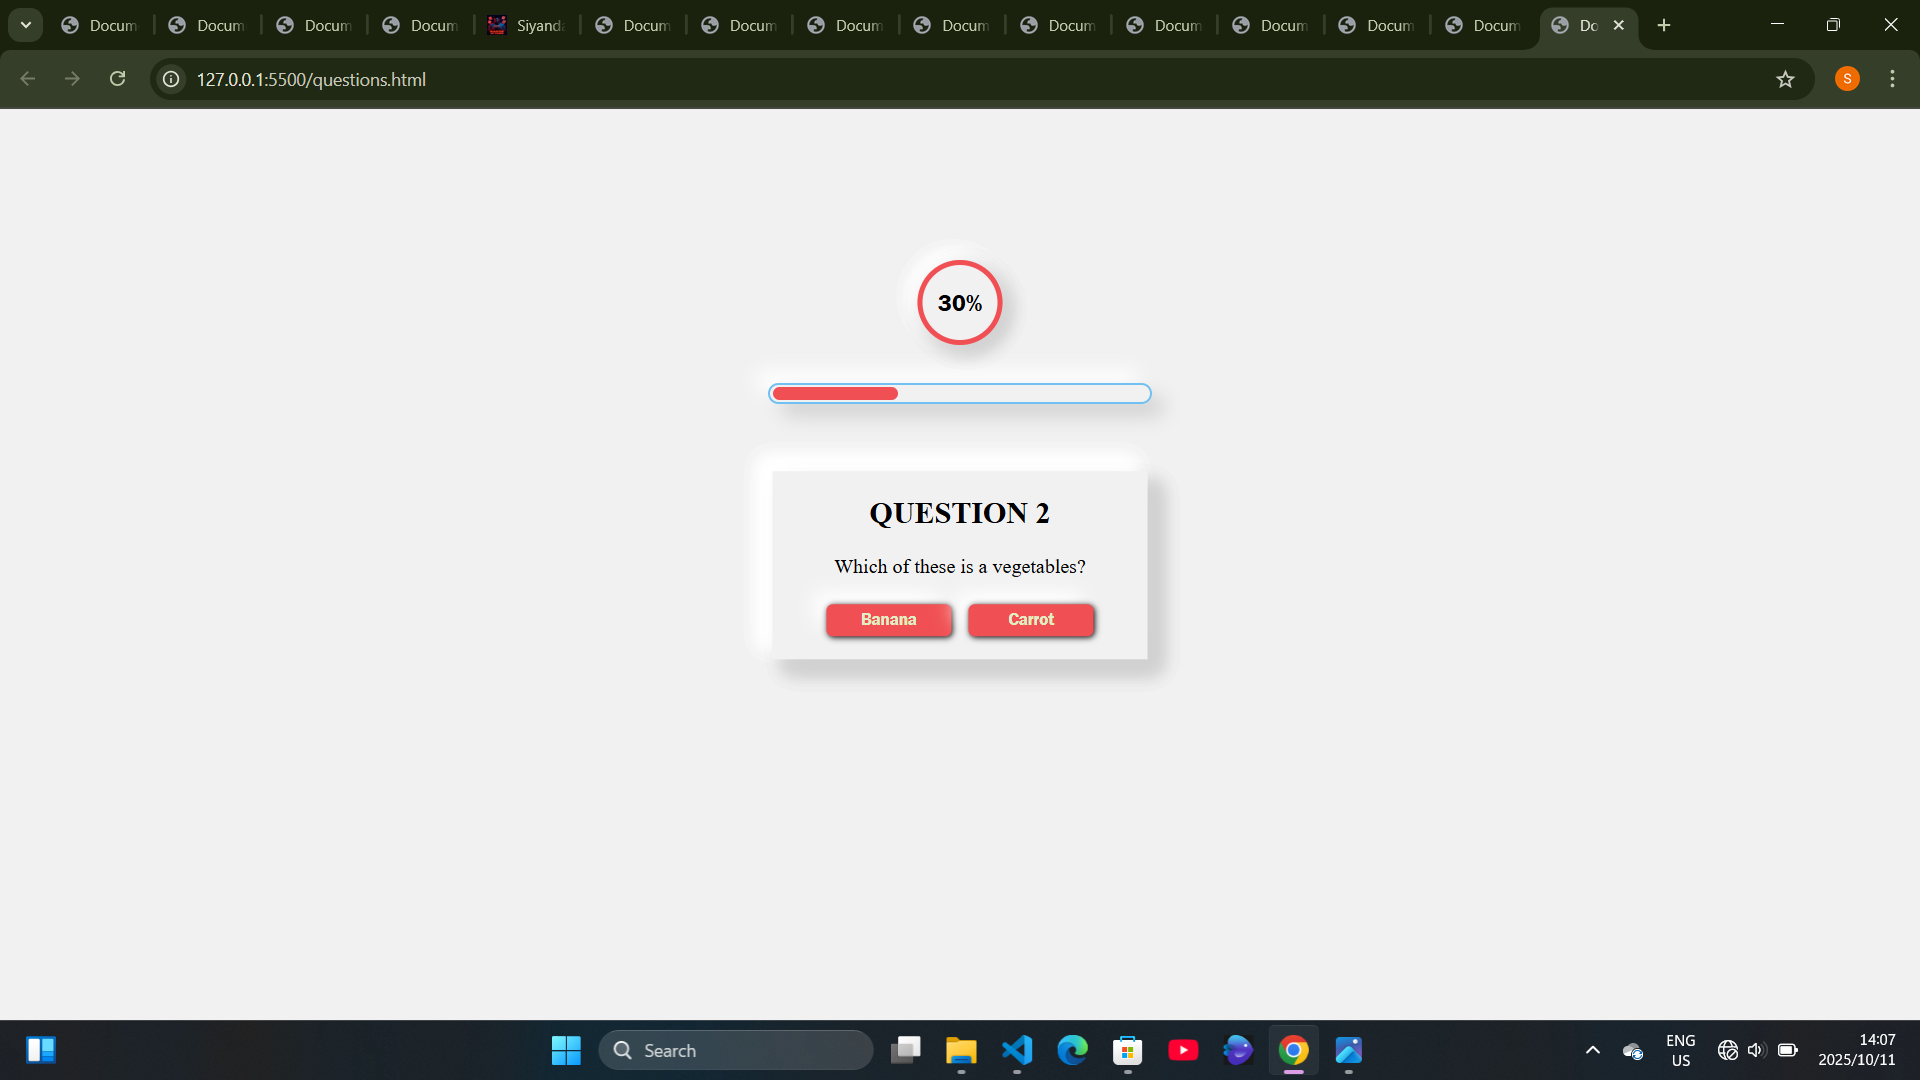 Docum Docum Docum Docum Siyanda Docum Docum Docum Docum Docum Docum Docum Docum Docum Do
127.0.0.1:5500/questions.html
S
30%
QUESTION 2
Which of these is a vegetables?
Banana Carrot
Search
ENG
US
14:07
2025/10/11